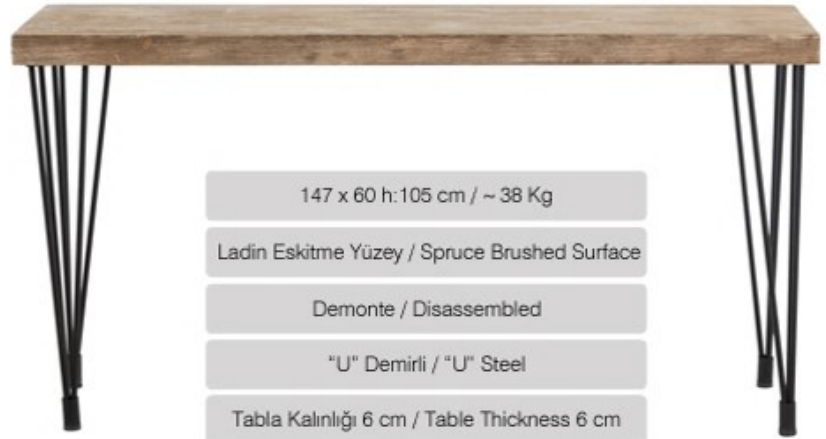 147 x 60 h:105 cm / ~ 38 Kg
Ladin Eskitme Yüzey / Spruce Brushed Surface
Demonte / Disassembled
“U” Demirli / “U” Steel
Tabla Kalınlığı 6 cm / Table Thickness 6 cm